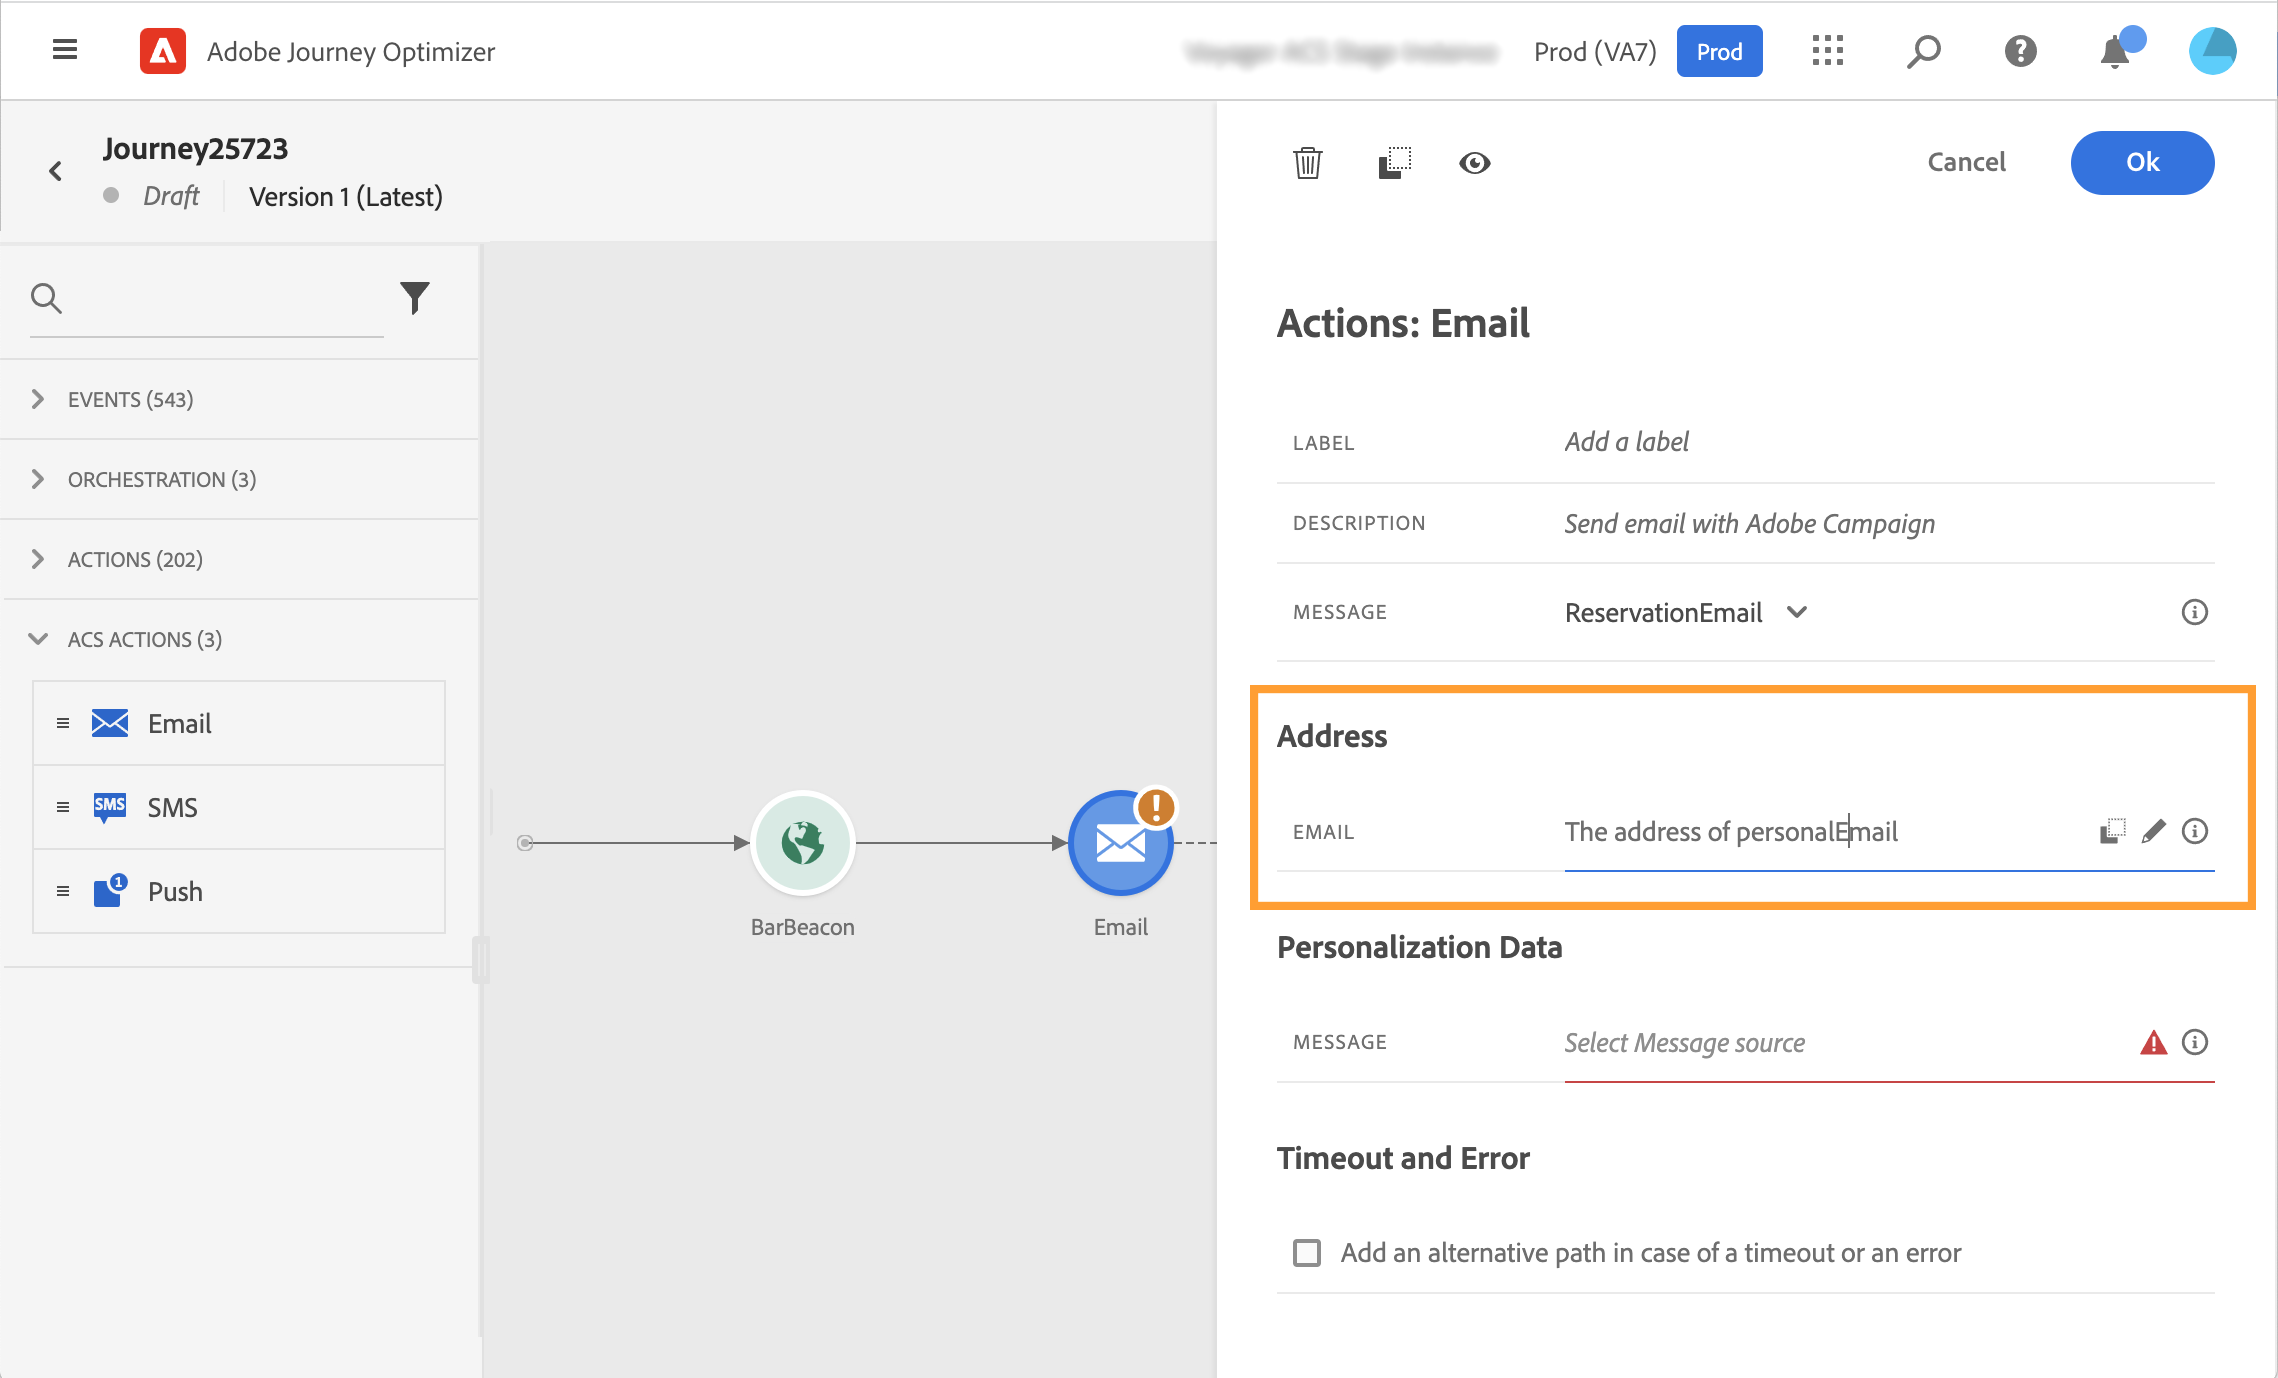 Adobe Journey Optimizer
Prod (VA7)
Prod
Journey25723
Draft
Version 1 (Latest)
Cancel
Ok
EVENTS (543)
ORCHESTRATION (3)
ACTIONS (202)
ACS ACTIONS (3)
Email
SMS
SMS
1
Push
BarBeacon
Email
Actions: Email
LABEL
Add a label
DESCRIPTION
Send email with Adobe Campaign
MESSAGE
ReservationEmail
Address
EMAIL
The address of personalEmail
Personalization Data
MESSAGE
Select Message source
Timeout and Error
Add an alternative path in case of a timeout or an error